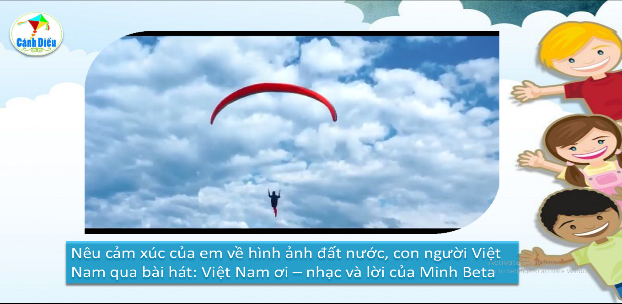 Cánh Diều
Nêu cảm xúc của em về hình ảnh đất nước, con người Việt
Nam qua bài hát: Việt Nam ơi – nhạc và lời của Minh Beta